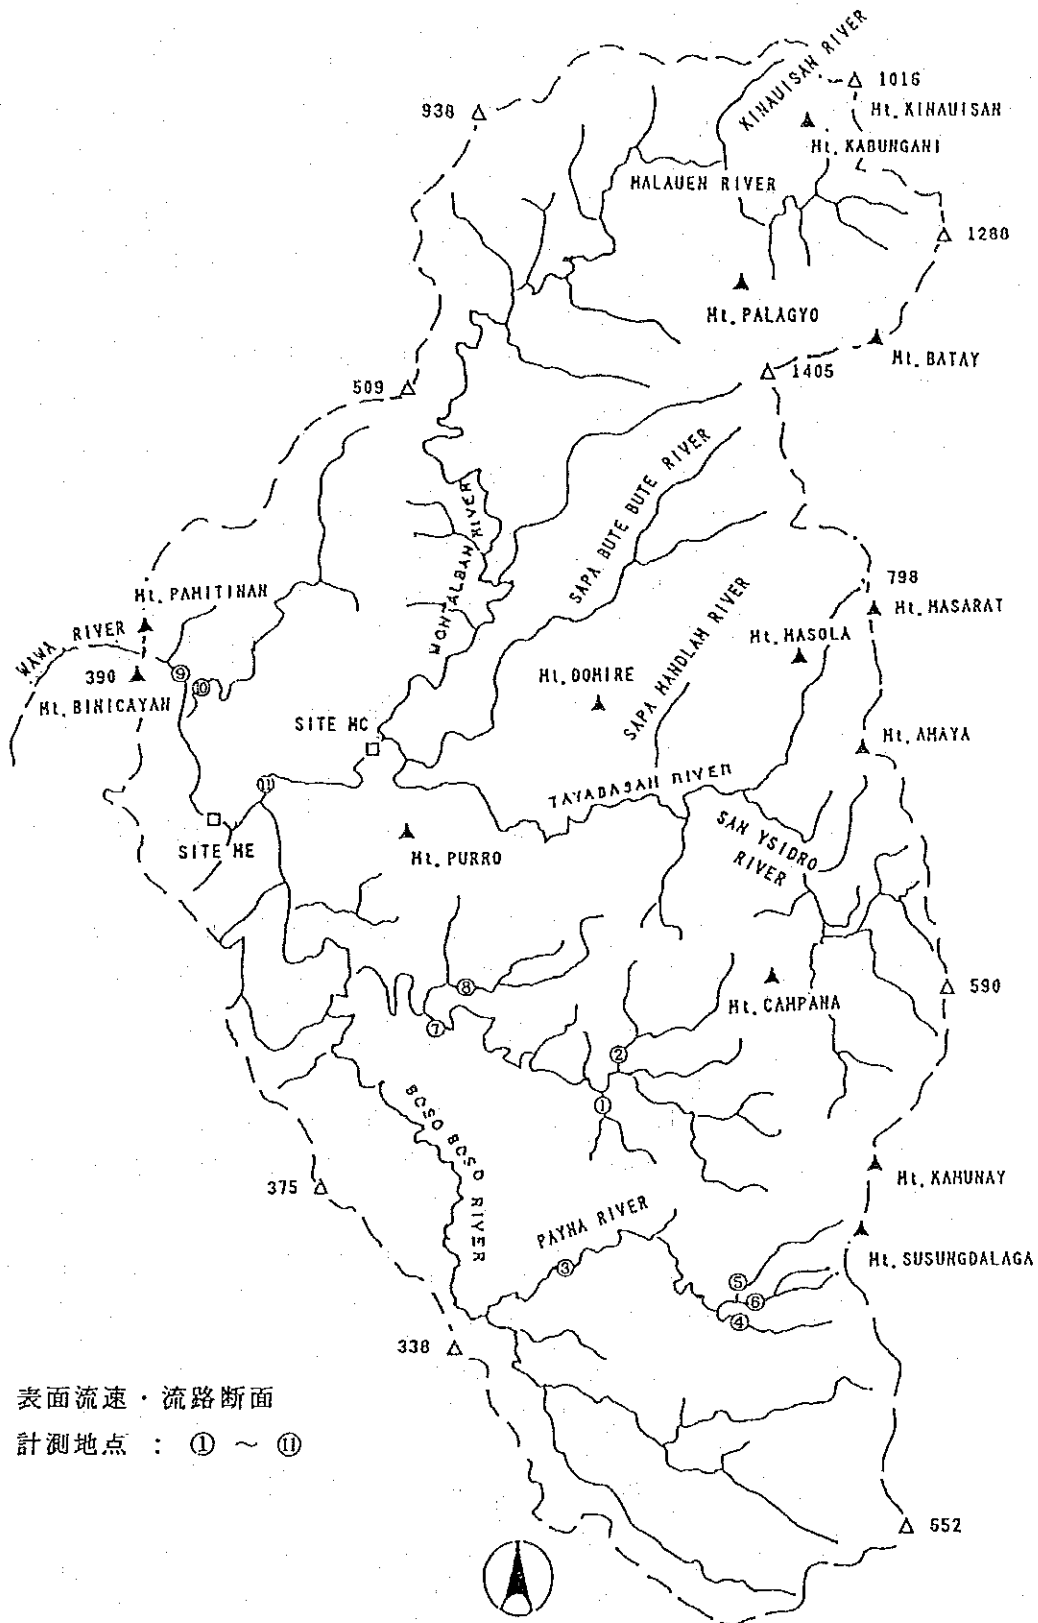 KINAUISAN RIVER
1016
Mt. KINAUISAN
938
Mt. KABUNGANI
MALAUEN RIVER
1288
Mt. PALAGYO
Mt. BATAY
1405
509
MONTALBAN RIVER
SAPA BUTE BUTE RIVER
798
Mt. PAMITINAN
Mt. MASARAT
WAWA RIVER
SAPA MANDLAM RIVER
Mt. MASOLA
390
⑨
⑩
Mt. DOMIRE
Mt. BINICAYAN
SITE MC
Mt. AMAYA
⑪
TAYABASAN RIVER
SITE ME
Mt. PURRO
SAN YSIDRO
RIVER
⑧
590
Mt. CAMPANA
⑦
②
①
BOSO BOSO RIVER
375
Mt. KAMUNAY
PAYNA RIVER
Mt. SUSUNGDALAGA
③
⑤
⑥
④
338
表面流速・流路断面
計測地点 : ① ~ ⑪
652